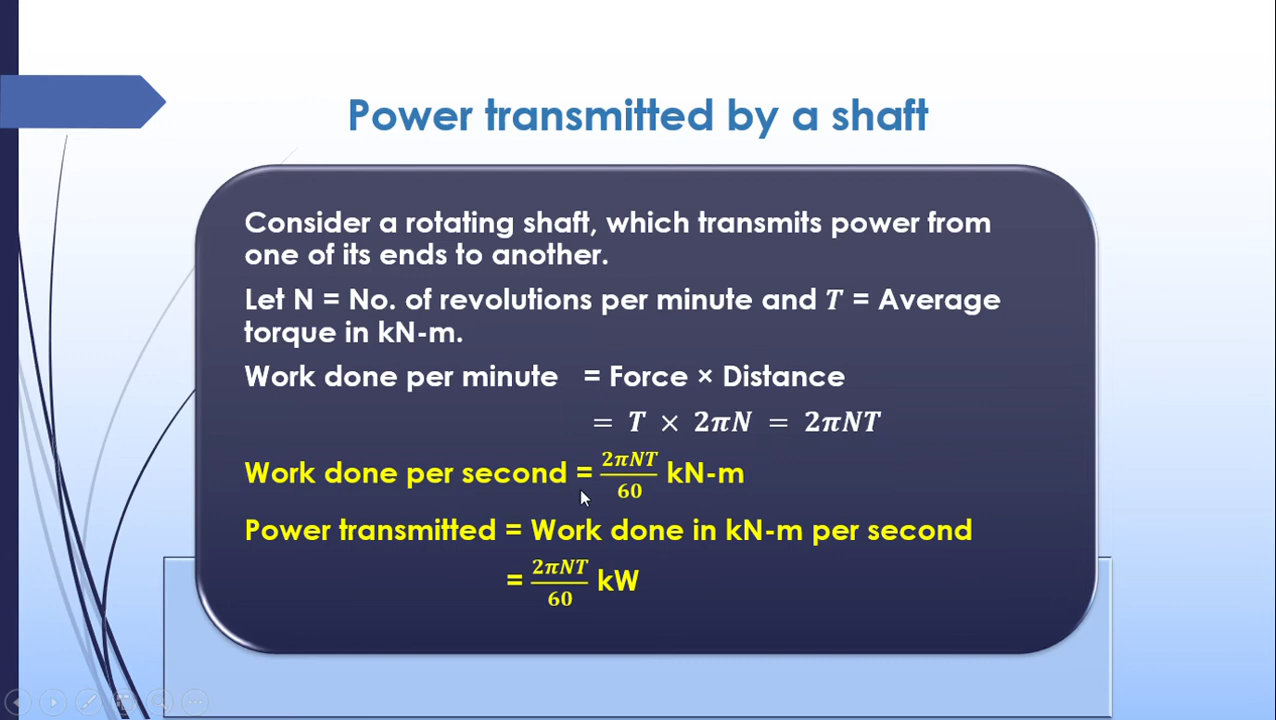 Power transmitted by a shaft
Consider a rotating shaft, which transmits power from
one of its ends to another.
Let N = No. of revolutions per minute and 𝑇 = Average
torque in kN-m.
Work done per minute = Force × Distance
= T × 2πN = 2πNT
Work done per second = 2πNT/60 kN-m
Power transmitted = Work done in kN-m per second
= 2πNT/60 kW